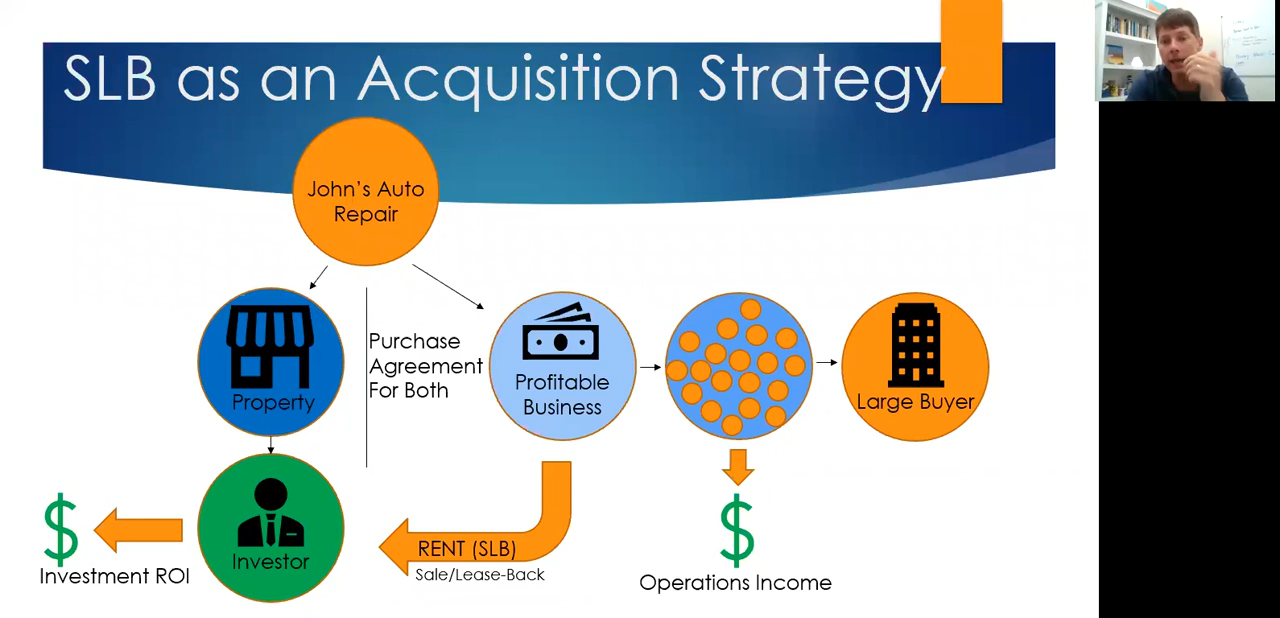 SLB as an Acquisition Strategy
John's Auto
Repair
Purchase
Agreement
For Both
Property
Profitable
Business
Large Buyer
Investor
RENT (SLB)
Sale/Lease-Back
$
Investment ROI
$
Operations Income